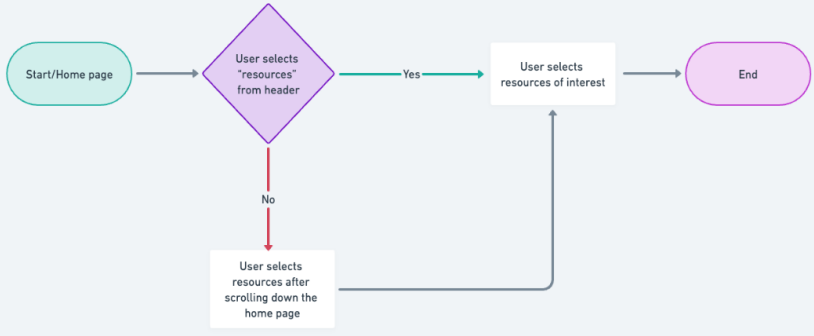 Start/Home page
User selects
“resources”
from header
Yes
User selects
resources of interest
End
No
User selects
resources after
scrolling down the
home page